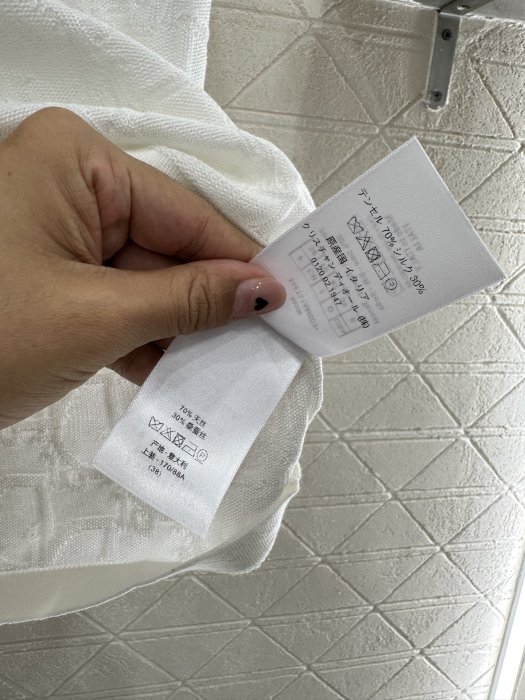 テンセル 70% シルク 30%
原産国 イタリア
クリスチャン ディオール ㈱
0120.02.1947
70% 天丝
30% 桑蚕丝
P
产地 - 意大利
上装 - 170/88A
(38)